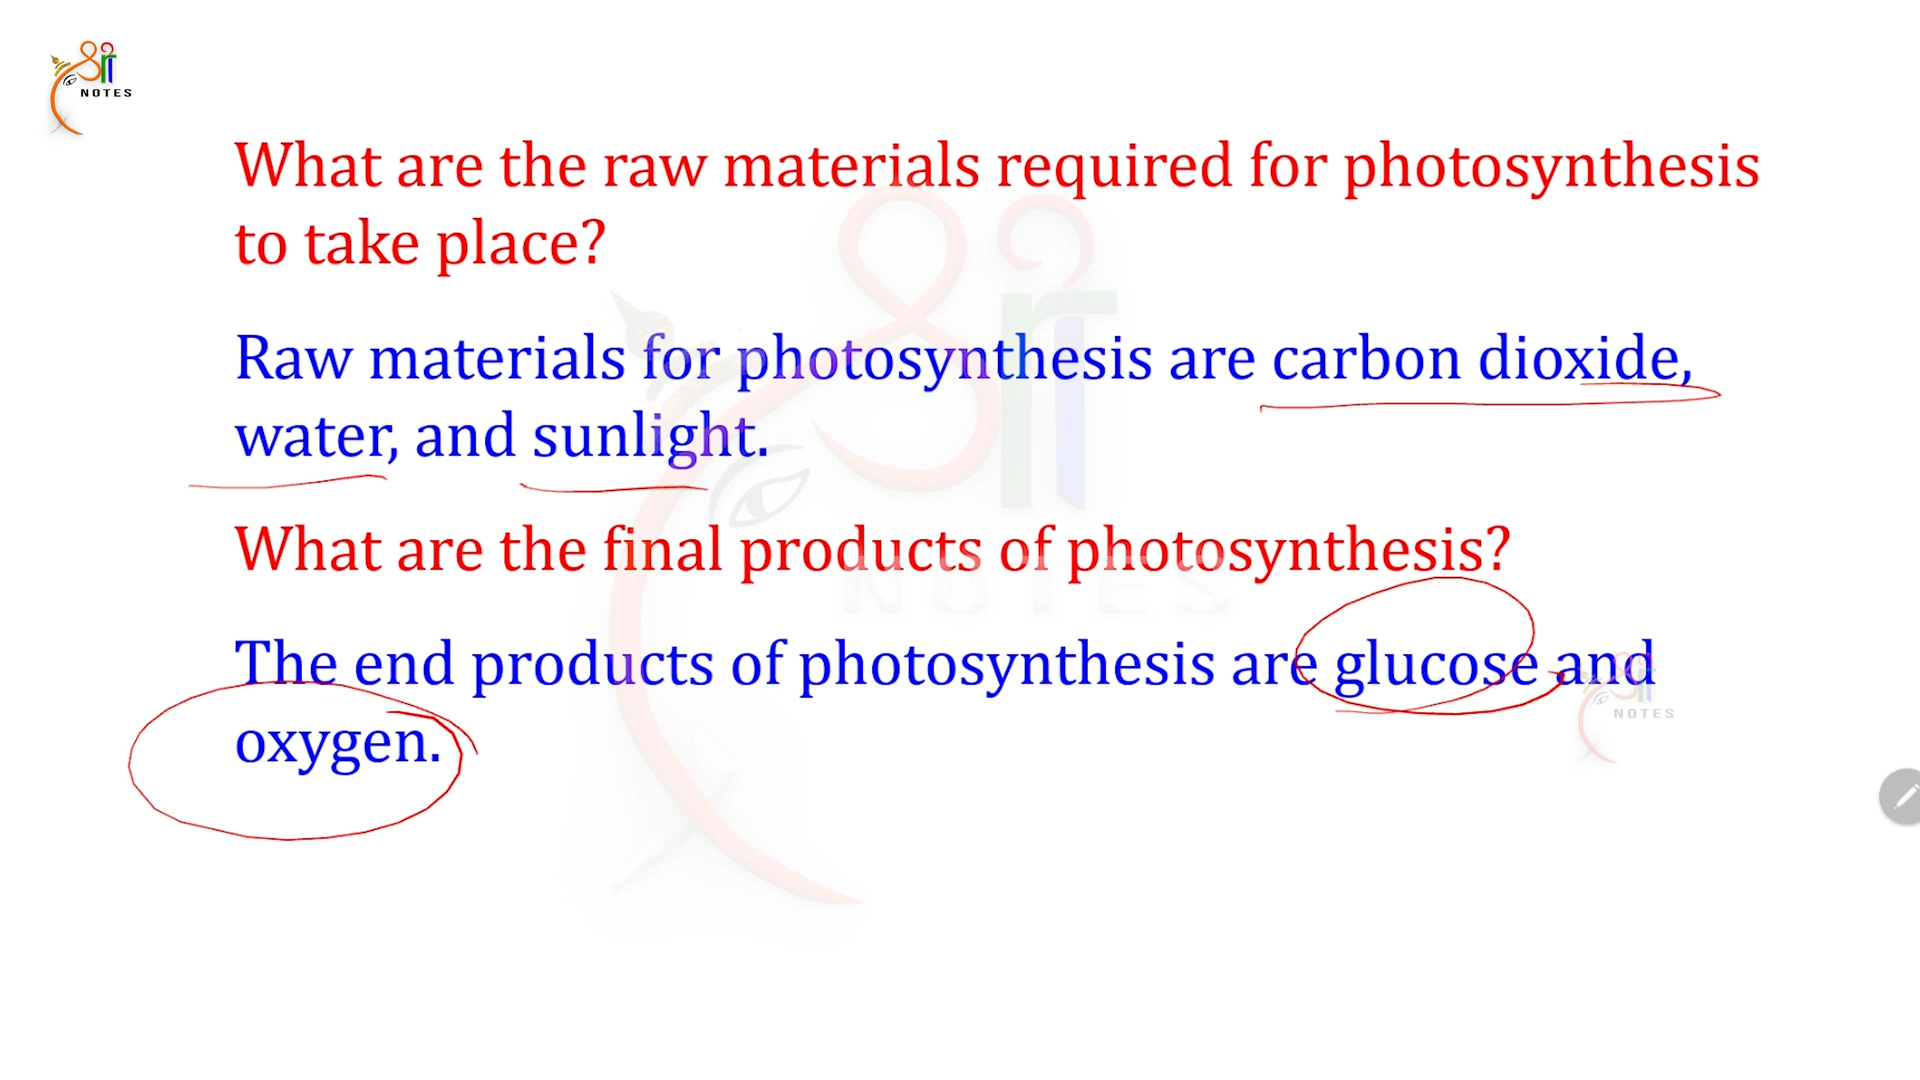 श्री
NOTES
What are the raw materials required for photosynthesis
to take place?
Raw materials for photosynthesis are carbon dioxide,
water, and sunlight.
What are the final products of photosynthesis?
The end products of photosynthesis are glucose and
oxygen.
श्री
NOTES
श्री
NOTES